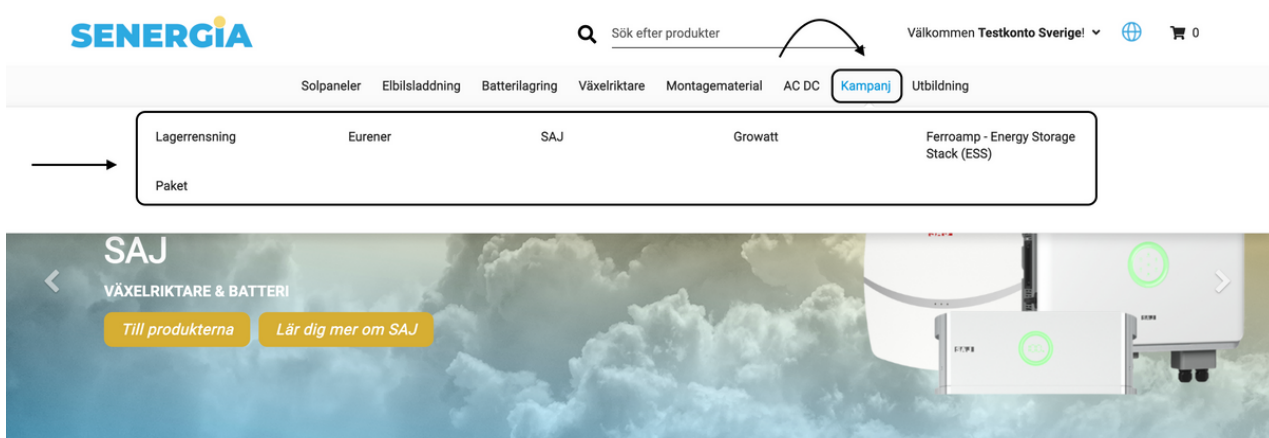 SENERGIA
Sök efter produkter
Välkommen Testkonto Sverige!
0
Solpaneler Elbilsladdning Batterilagring Växelriktare Montagematerial AC DC Kampanj Utbildning
Lagerrensning Eurener SAJ Growatt Ferroamp - Energy Storage
Stack (ESS)
Paket
SAJ
VÄXELRIKTARE & BATTERI
Till produkterna Lär dig mer om SAJ